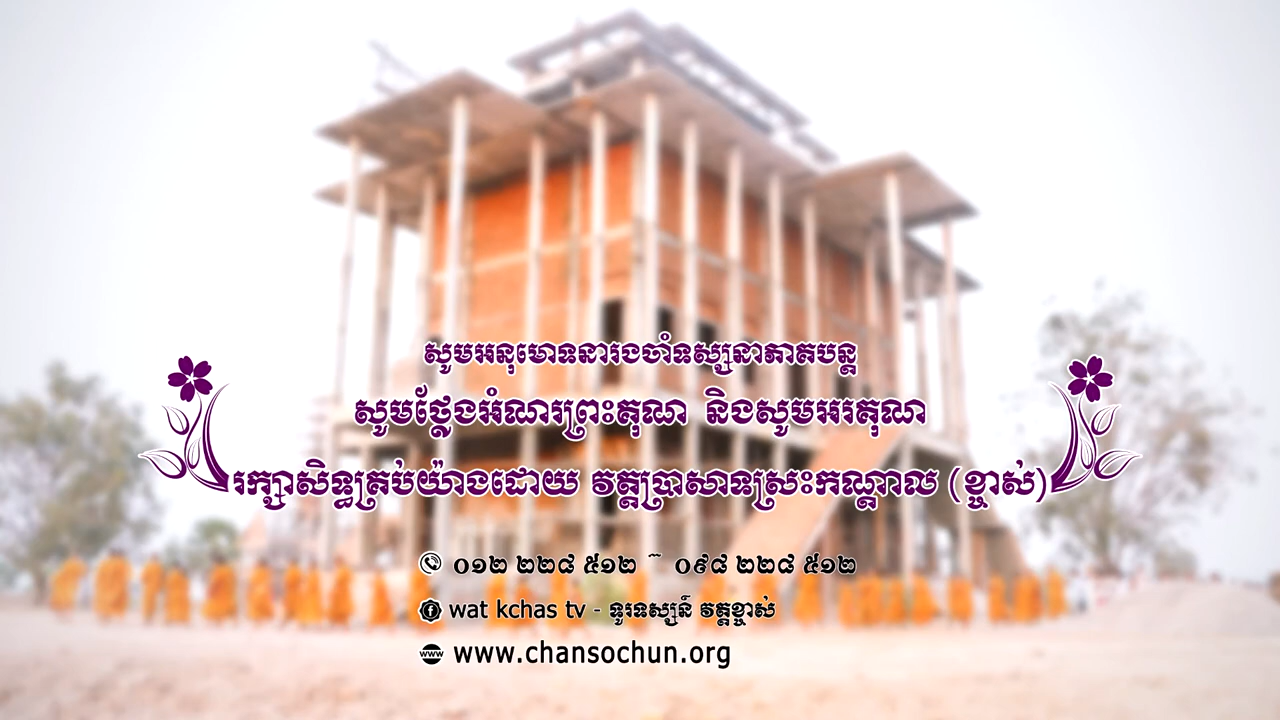 សូមអនុមោទនារងចាំទស្សនាភាគបន្ត
សូមថ្លែងអំណរព្រះគុណ និងសូមអរគុណ
រក្សាសិទ្ធគ្រប់យ៉ាងដោយ វត្តប្រាសាទស្រះកណ្តាល (ខ្ចាស់)
០១២ ២២៨ ៥១២ ~ ០៩៨ ២២៨ ៥១២
wat kchas tv - ទូរទស្សន៍ វត្តខ្ចាស់
www.chansochun.org